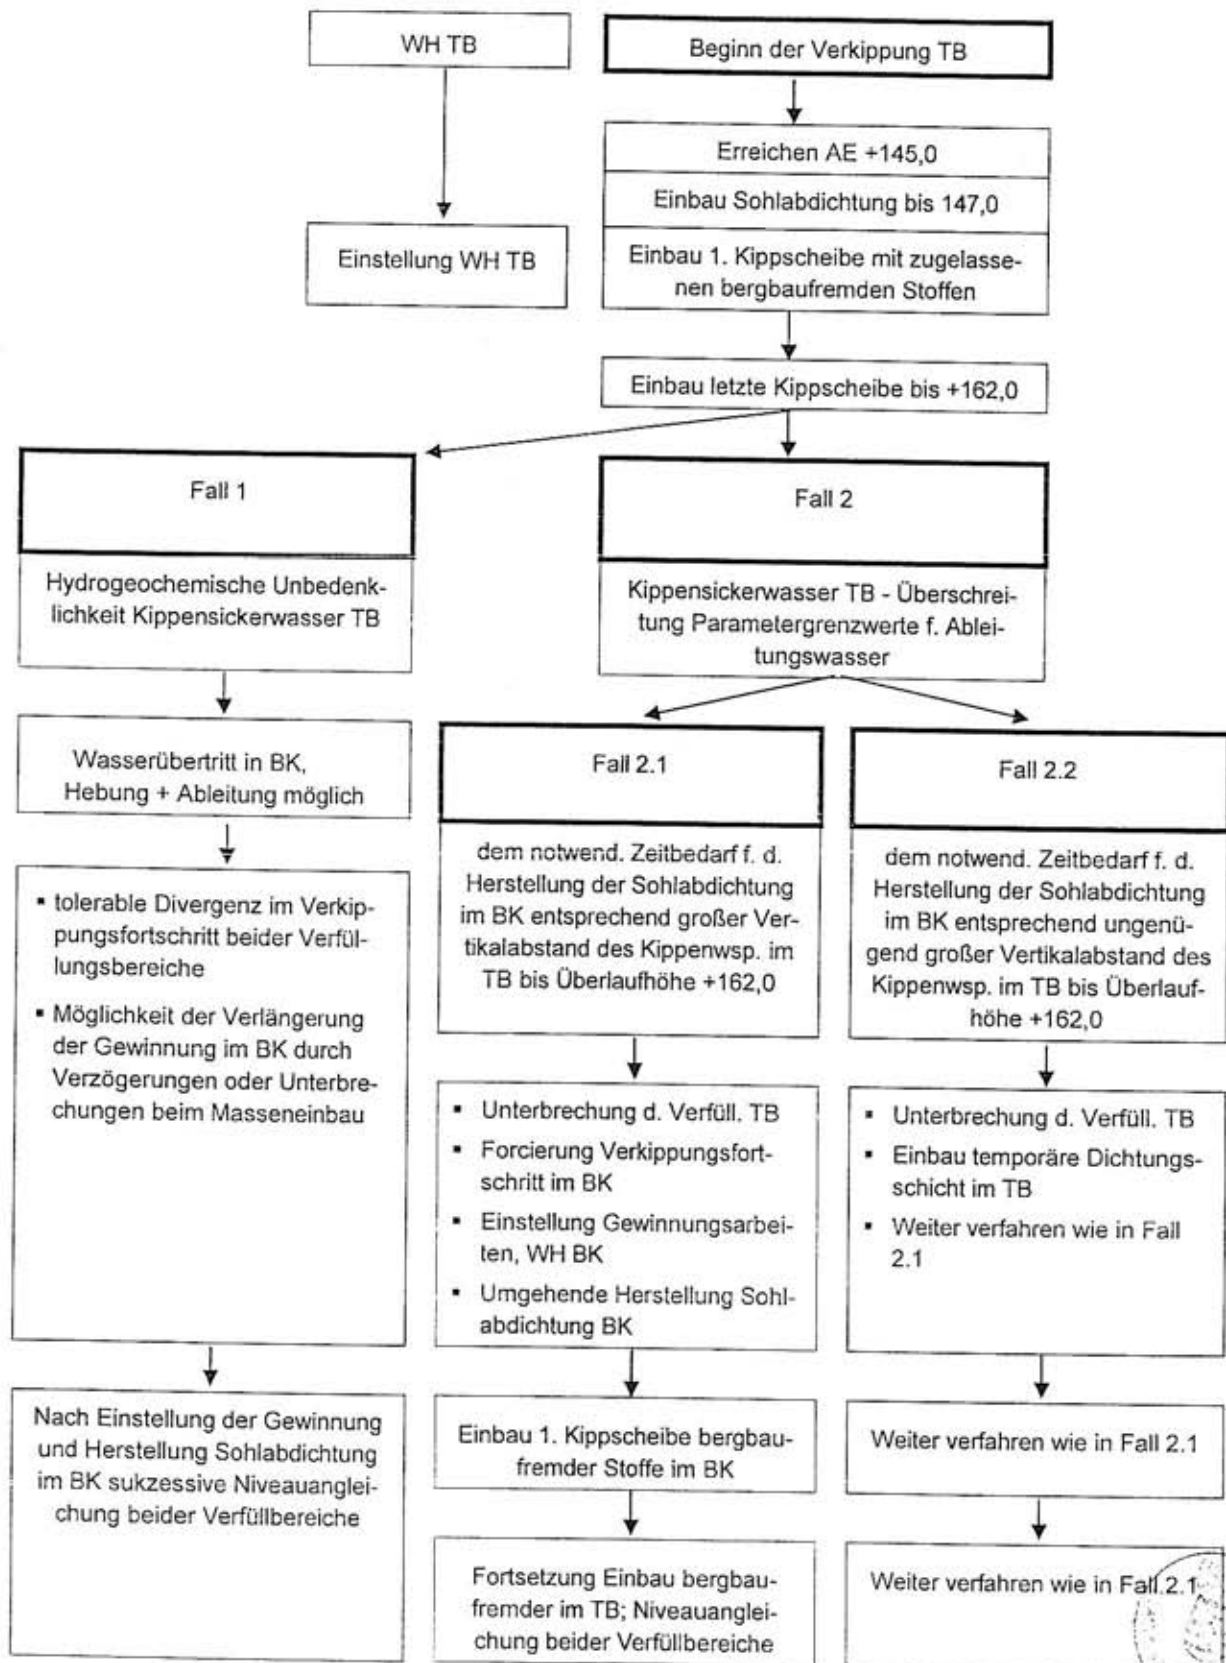 WH TB
Beginn der Verkippung TB
Erreichen AE +145,0
Einbau Sohlabdichtung bis 147,0
Einstellung WH TB
Einbau 1. Kippscheibe mit zugelasse-
nen bergbaufremden Stoffen
Einbau letzte Kippscheibe bis +162,0
Fall 1
Hydrogeochemische Unbedenk-
lichkeit Kippensickerwasser TB
Fall 2
Kippensickerwasser TB - Überschrei-
tung Parametergrenzwerte f. Ablei-
tungswasser
Wasserübertritt in BK,
Hebung + Ableitung möglich
▪ tolerable Divergenz im Verkip-
pungsfortschritt beider Verfül-
lungsbereiche
▪ Möglichkeit der Verlängerung
der Gewinnung im BK durch
Verzögerungen oder Unterbre-
chungen beim Masseneinbau
Nach Einstellung der Gewinnung
und Herstellung Sohlabdichtung
im BK sukzessive Niveauanglei-
chung beider Verfüllbereiche
Fall 2.1
dem notwend. Zeitbedarf f. d.
Herstellung der Sohlabdichtung
im BK entsprechend großer Ver-
tikalabstand des Kippenwsp. im
TB bis Überlaufhöhe +162,0
▪ Unterbrechung d. Verfüll. TB
▪ Forcierung Verkippungsfort-
schritt im BK
▪ Einstellung Gewinnungsarbei-
ten, WH BK
▪ Umgehende Herstellung Sohl-
abdichtung BK
Einbau 1. Kippscheibe bergbau-
fremder Stoffe im BK
Fortsetzung Einbau bergbau-
fremder im TB; Niveauanglei-
chung beider Verfüllbereiche
Fall 2.2
dem notwend. Zeitbedarf f. d.
Herstellung der Sohlabdichtung
im BK entsprechend ungenü-
gend großer Vertikalabstand des
Kippenwsp. im TB bis Überlauf-
höhe +162,0
▪ Unterbrechung d. Verfüll. TB
▪ Einbau temporäre Dichtungs-
schicht im TB
▪ Weiter verfahren wie in Fall
2.1
Weiter verfahren wie in Fall 2.1
Weiter verfahren wie in Fall 2.1